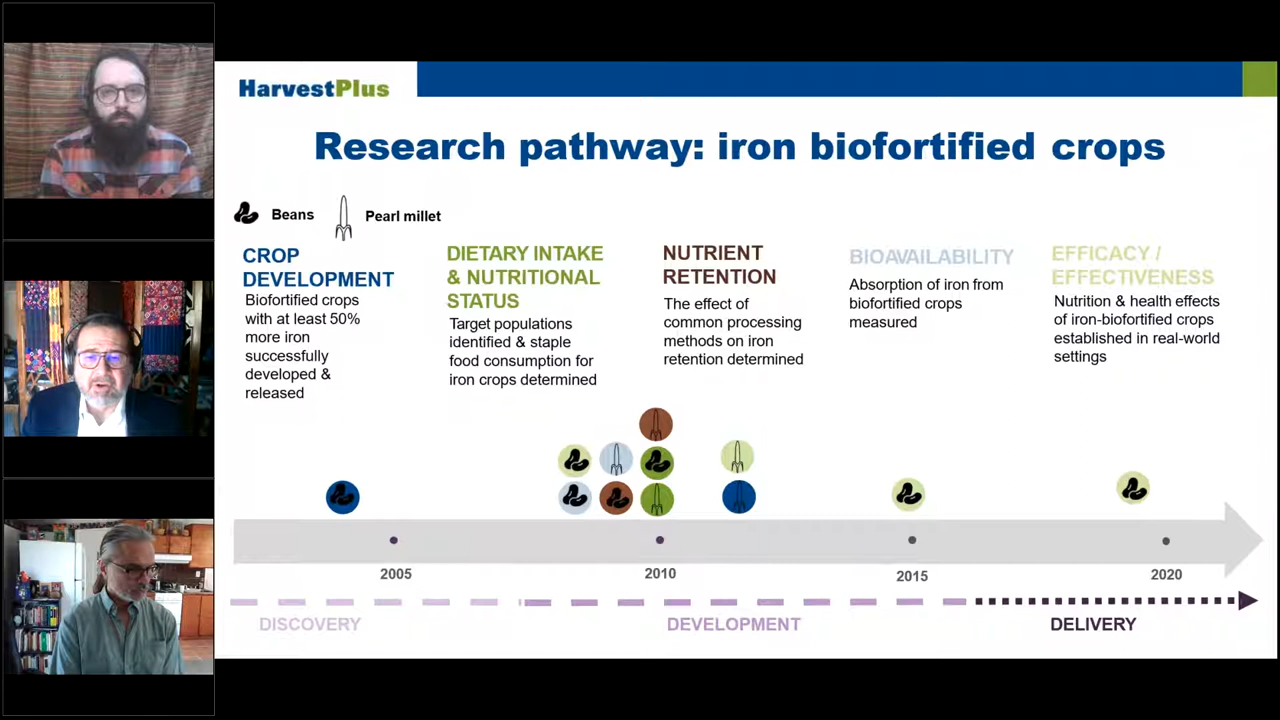 HarvestPlus
Research pathway: iron biofortified crops
Beans
Pearl millet
CROP
DEVELOPMENT
Biofortified crops
with at least 50%
more iron
successfully
developed &
released
DIETARY INTAKE
& NUTRITIONAL
STATUS
Target populations
identified & staple
food consumption for
iron crops determined
NUTRIENT
RETENTION
The effect of
common processing
methods on iron
retention determined
BIOAVAILABILITY
Absorption of iron from
biofortified crops
measured
EFFICACY /
EFFECTIVENESS
Nutrition & health effects
of iron-biofortified crops
established in real-world
settings
2005
2010
2015
2020
DISCOVERY
DEVELOPMENT
DELIVERY